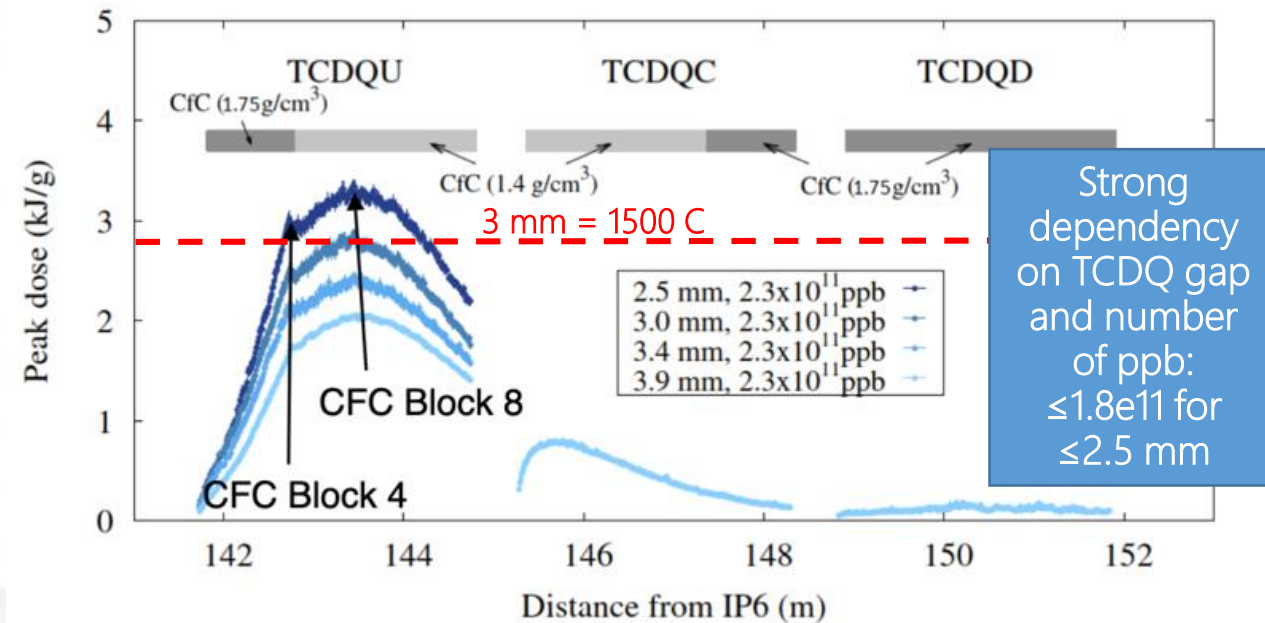 5
4
3
2
1
0
Peak dose (kJ/g)
TCDQU
TCDQC
TCDQD
CfC (1.75g/cm³)
CfC (1.4 g/cm³)
CfC (1.75g/cm³)
3 mm = 1500 C
2.5 mm, 2.3x10¹¹ppb
3.0 mm, 2.3x10¹¹ppb
3.4 mm, 2.3x10¹¹ppb
3.9 mm, 2.3x10¹¹ppb
CFC Block 8
CFC Block 4
Strong
dependency
on TCDQ gap
and number
of ppb:
≤1.8e11 for
≤2.5 mm
142
144
146
148
150
152
Distance from IP6 (m)